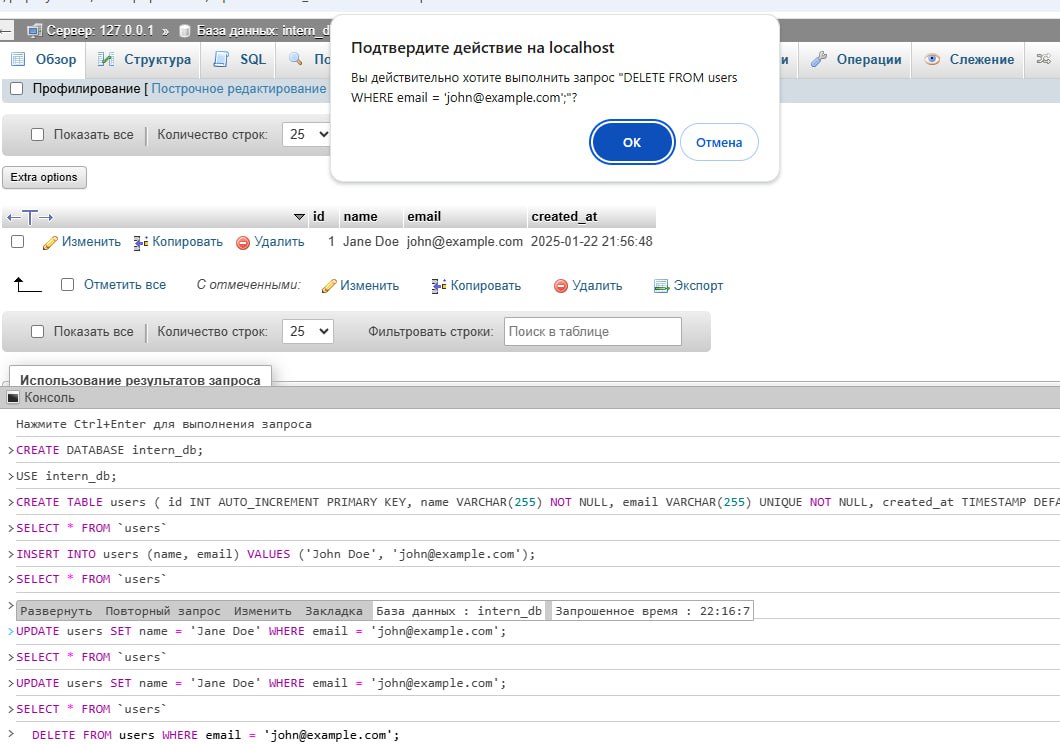 Сервер: 127.0.0.1 » База данных: intern_d
Обзор Структура SQL По и Операции Слежение
Подтвердите действие на localhost
Вы действительно хотите выполнить запрос "DELETE FROM users
WHERE email = 'john@example.com';"?
ОК Отмена
Профилирование [ Построчное редактирование
Показать все Количество строк: 25
Extra options
id name email created_at
Изменить Копировать Удалить 1 Jane Doe john@example.com 2025-01-22 21:56:48
Отметить все С отмеченными: Изменить Копировать Удалить Экспорт
Показать все Количество строк: 25 Фильтровать строки: Поиск в таблице
Использование результатов запроса
Консоль
Нажмите Ctrl+Enter для выполнения запроса
>CREATE DATABASE intern_db;
>USE intern_db;
>CREATE TABLE users ( id INT AUTO_INCREMENT PRIMARY KEY, name VARCHAR(255) NOT NULL, email VARCHAR(255) UNIQUE NOT NULL, created_at TIMESTAMP DEFA
>SELECT * FROM `users`
>INSERT INTO users (name, email) VALUES ('John Doe', 'john@example.com');
>SELECT * FROM `users`
>Развернуть Повторный запрос Изменить Закладка База данных : intern_db Запрошенное время : 22:16:7
>UPDATE users SET name = 'Jane Doe' WHERE email = 'john@example.com';
>SELECT * FROM `users`
>UPDATE users SET name = 'Jane Doe' WHERE email = 'john@example.com';
>SELECT * FROM `users`
> DELETE FROM users WHERE email = 'john@example.com';